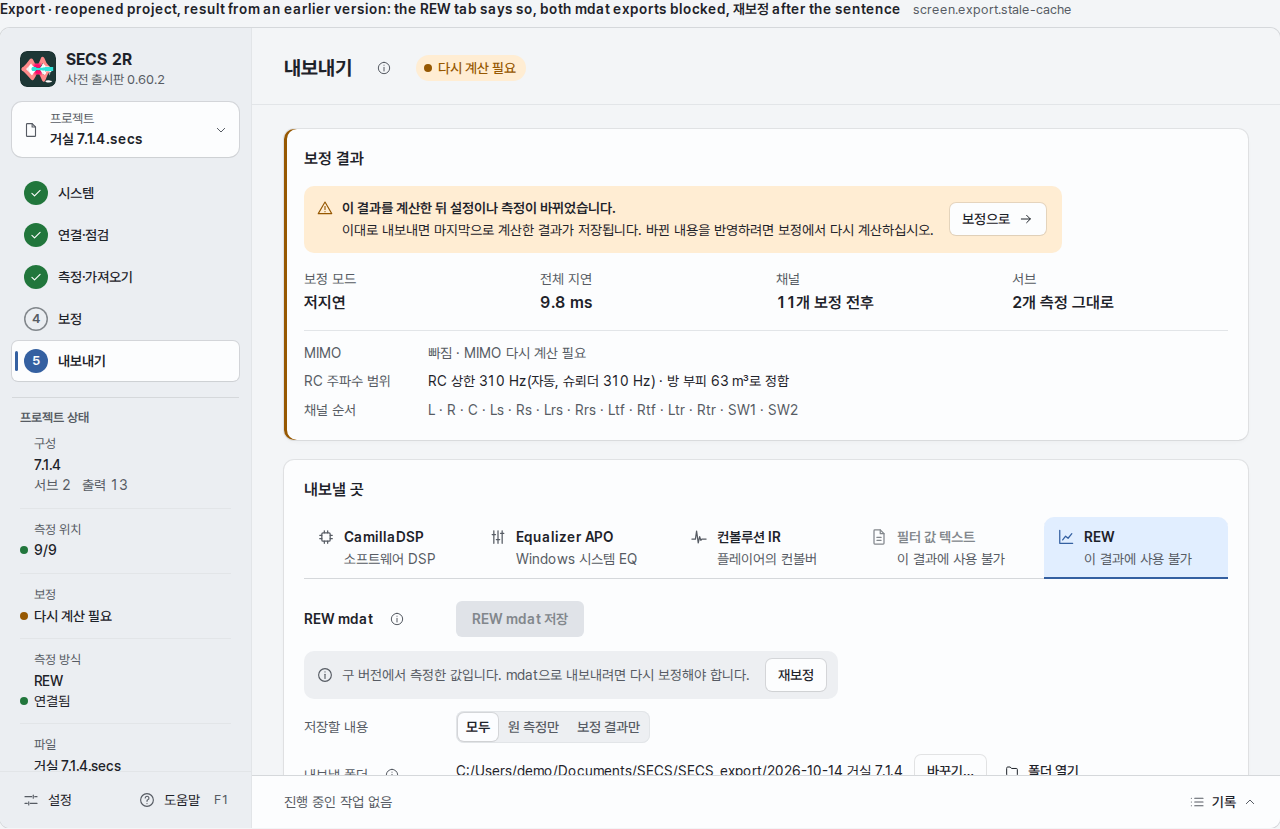 Export · reopened project, result from an earlier version: the REW tab says so, both mdat exports blocked, 재보정 after the sentence screen.export.stale-cache
SECS 2R
사전 출시판 0.60.2
프로젝트
거실 7.1.4.secs
시스템
연결·점검
측정·가져오기
4 보정
5 내보내기
프로젝트 상태
구성
7.1.4
서브 2 출력 13
측정 위치
9/9
보정
다시 계산 필요
측정 방식
REW
연결됨
파일
거실 7.1.4.secs
설정 도움말 F1
내보내기 다시 계산 필요
보정 결과
이 결과를 계산한 뒤 설정이나 측정이 바뀌었습니다.
이대로 내보내면 마지막으로 계산한 결과가 저장됩니다. 바뀐 내용을 반영하려면 보정에서 다시 계산하십시오.
보정으로
보정 모드 전체 지연 채널 서브
저지연 9.8 ms 11개 보정 전후 2개 측정 그대로
MIMO 빠짐 · MIMO 다시 계산 필요
RC 주파수 범위 RC 상한 310 Hz(자동, 슈뢰더 310 Hz) · 방 부피 63 m³로 정함
채널 순서 L · R · C · Ls · Rs · Lrs · Rrs · Ltf · Rtf · Ltr · Rtr · SW1 · SW2
내보낼 곳
CamillaDSP
소프트웨어 DSP
Equalizer APO
Windows 시스템 EQ
컨볼루션 IR
플레이어의 컨볼버
필터 값 텍스트
이 결과에 사용 불가
REW
이 결과에 사용 불가
REW mdat REW mdat 저장
구 버전에서 측정한 값입니다. mdat으로 내보내려면 다시 보정해야 합니다. 재보정
저장할 내용 모두 원 측정만 보정 결과만
내보낼 폴더 C:/Users/demo/Documents/SECS/SECS_export/2026-10-14 거실 7.1.4 바꾸기... 폴더 열기
진행 중인 작업 없음 기록